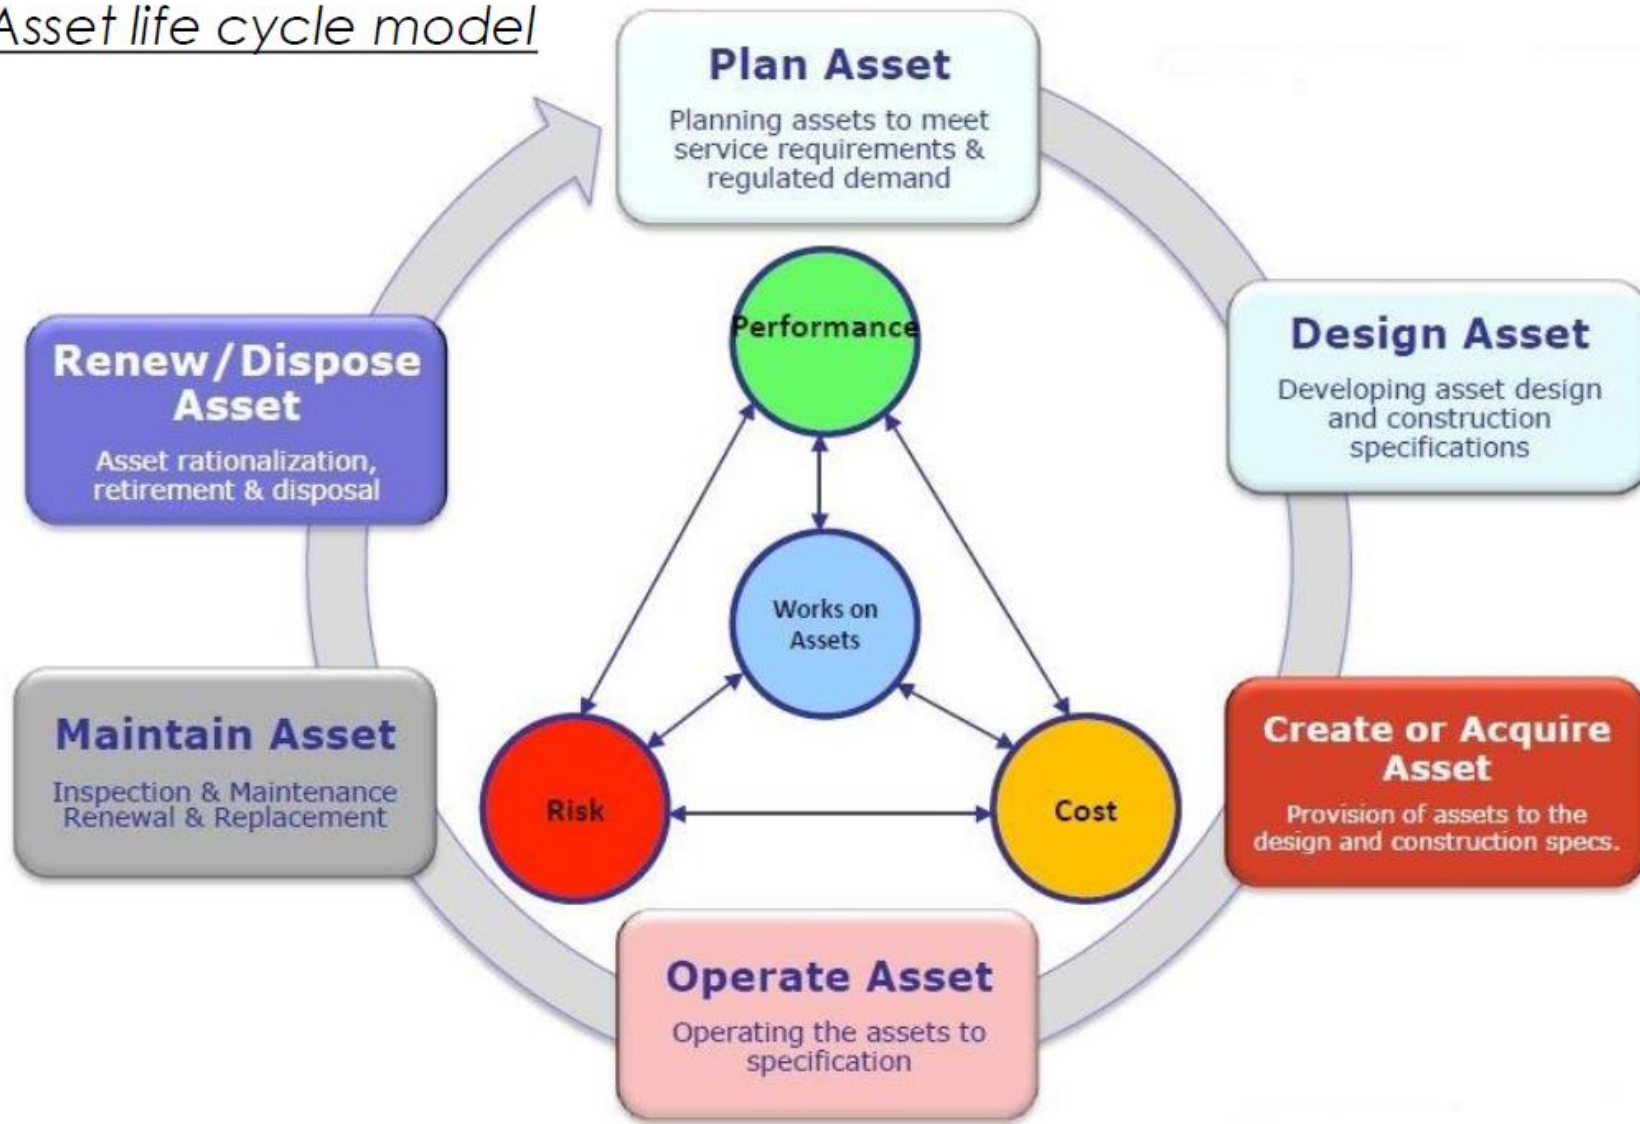 Asset life cycle model
Plan Asset
Planning assets to meet
service requirements &
regulated demand
Design Asset
Developing asset design
and construction
specifications
Create or Acquire
Asset
Provision of assets to the
design and construction specs.
Operate Asset
Operating the assets to
specification
Maintain Asset
Inspection & Maintenance
Renewal & Replacement
Renew/Dispose
Asset
Asset rationalization,
retirement & disposal
Performance
Works on
Assets
Risk
Cost